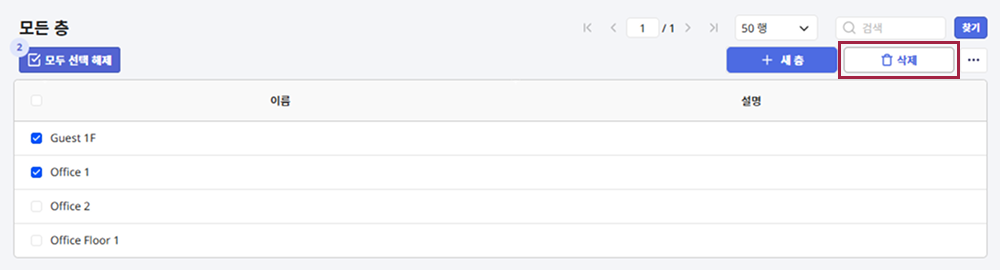 모든 층
1 / 1
50 행
검색
찾기
2
모두 선택 해제
새 층
삭제
이름
설명
Guest 1F
Office 1
Office 2
Office Floor 1